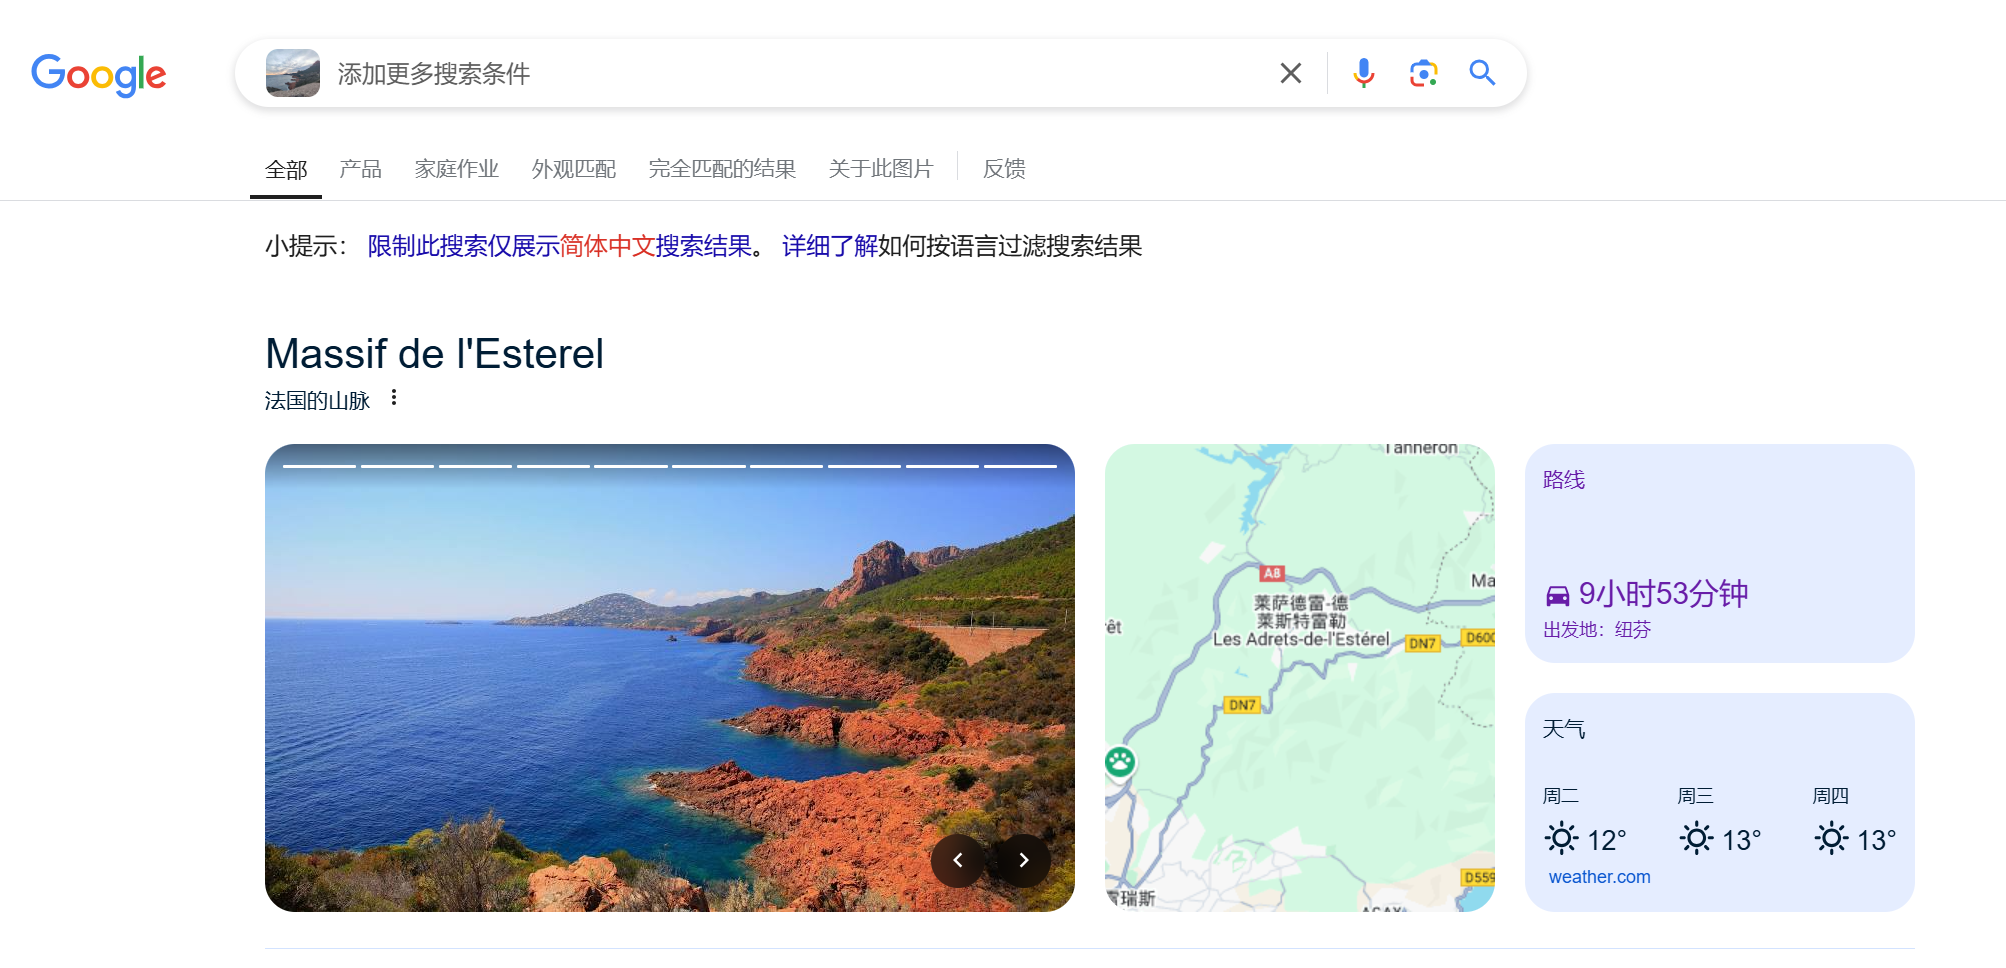 Google
添加更多搜索条件
全部 产品 家庭作业 外观匹配 完全匹配的结果 关于此图片 反馈
小提示： 限制此搜索仅展示简体中文搜索结果。 详细了解如何按语言过滤搜索结果
Massif de l'Esterel
法国的山脉
Tanneron
A8
Ma
莱萨德雷-德
莱斯特雷勒
Les Adrets-de-l'Estérel
DN7
D600
êt
DN7
D559
雷瑞斯
路线
9小时53分钟
出发地：纽芬
天气
周二 周三 周四
12° 13° 13°
weather.com